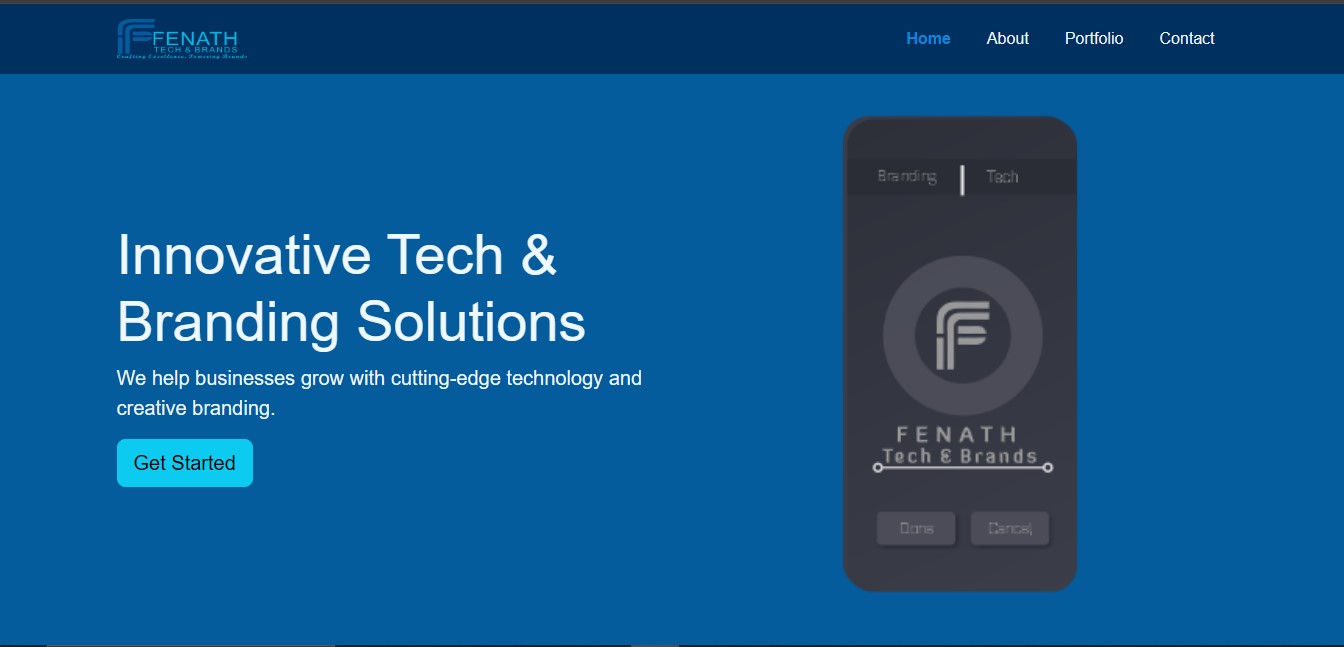 FENATH
TECH & BRANDS
Crafting Excellence, Powering Brands
Home About Portfolio Contact
Innovative Tech &
Branding Solutions
We help businesses grow with cutting-edge technology and
creative branding.
Get Started
Branding Tech
FENATH
Tech & Brands
Done Cancel